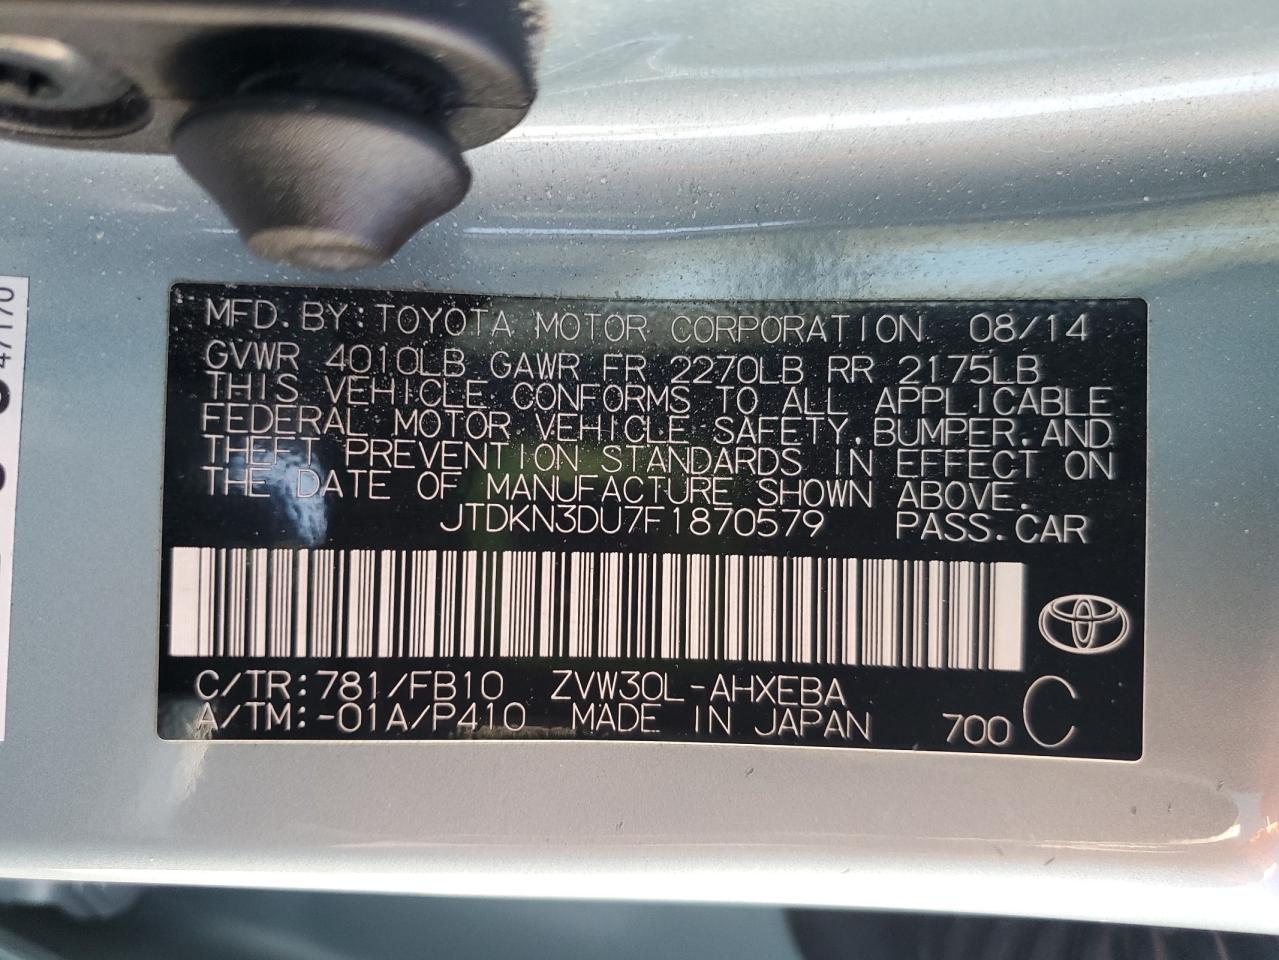 MFD.BY:TOYOTA MOTOR CORPORATION 08/14
GVWR 4010LB GAWR FR 2270LB RR 2175LB
THIS VEHICLE CONFORMS TO ALL APPLICABLE
FEDERAL MOTOR VEHICLE SAFETY,BUMPER,AND
THEFT PREVENTION STANDARDS IN EFFECT ON
THE DATE OF MANUFACTURE SHOWN ABOVE.
JTDKN3DU7F1870579 PASS.CAR
C/TR:781/FB10 ZVW30L-AHXEBA
A/TM:-01A/P410 MADE IN JAPAN 700 C
47170